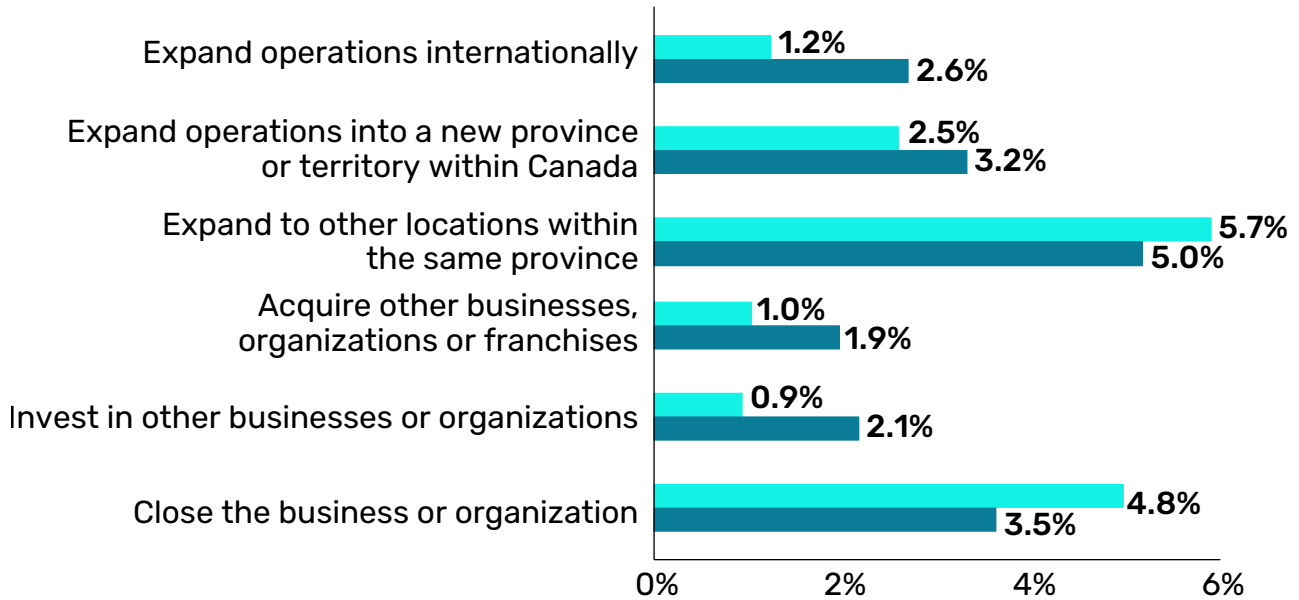 Expand operations internationally
1.2%
2.6%
Expand operations into a new province
or territory within Canada
2.5%
3.2%
Expand to other locations within
the same province
5.7%
5.0%
Acquire other businesses,
organizations or franchises
1.0%
1.9%
Invest in other businesses or organizations
0.9%
2.1%
Close the business or organization
4.8%
3.5%
0% 2% 4% 6%